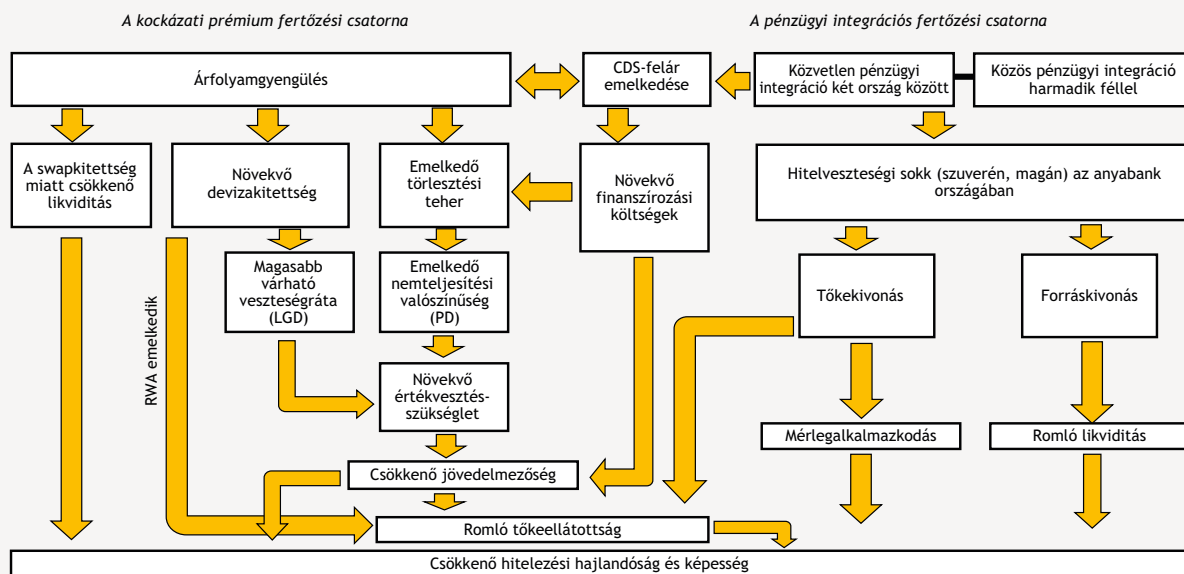 A kockázati prémium fertőzési csatorna
A pénzügyi integrációs fertőzési csatorna
Árfolyamgyengülés
CDS-felár
emelkedése
Közvetlen pénzügyi
integráció két ország között
Közös pénzügyi integráció
harmadik féllel
A swapkitettség
miatt csökkenő
likviditás
Növekvő
devizakitettség
Emelkedő
törlesztési
teher
Növekvő
finanszírozási
költségek
Hitelveszteségi sokk (szuverén, magán) az anyabank
országában
Magasabb
várható
veszteségráta
(LGD)
Emelkedő
nemteljesítési
valószínűség
(PD)
Tőkekivonás
Forráskivonás
RWA emelkedik
Növekvő
értékvesztés-
szükséglet
Mérlegalkalmazkodás
Romló likviditás
Csökkenő jövedelmezőség
Romló tőkeellátottság
Csökkenő hitelezési hajlandóság és képesség